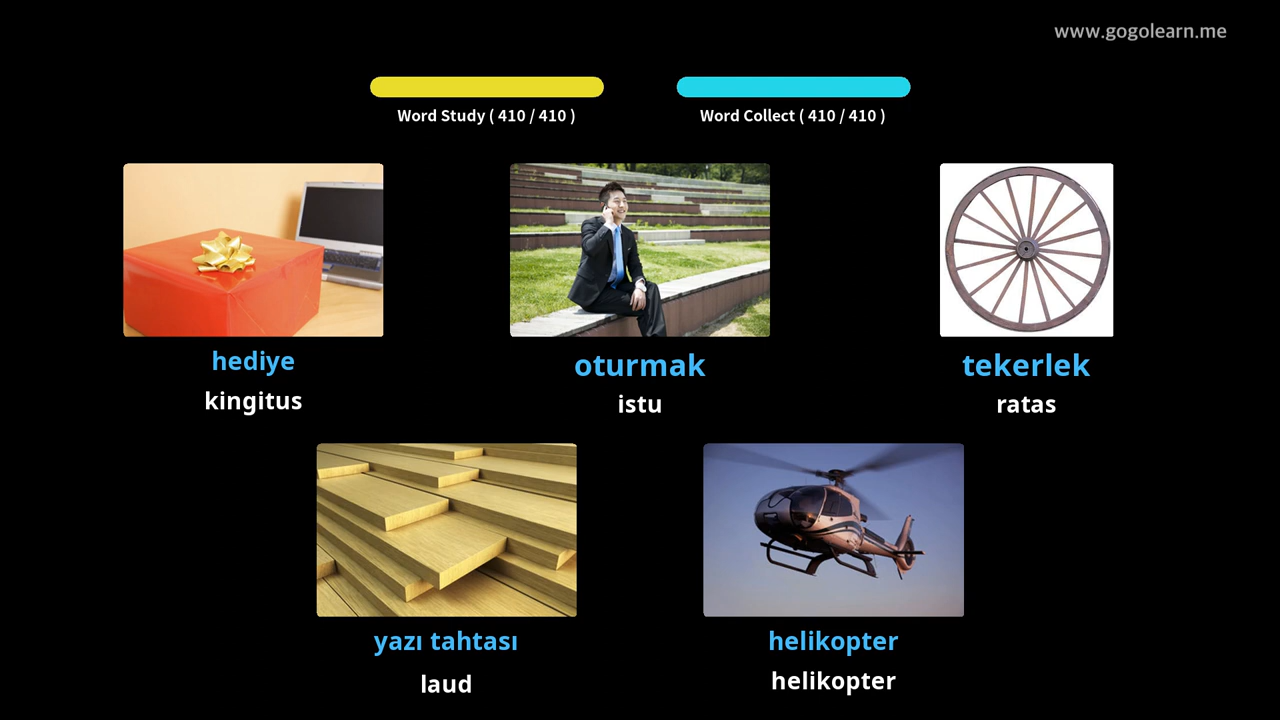 www.gogolearn.me
Word Study ( 410 / 410 )
Word Collect ( 410 / 410 )
hediye
kingitus
oturmak
istu
tekerlek
ratas
yazı tahtası
laud
helikopter
helikopter